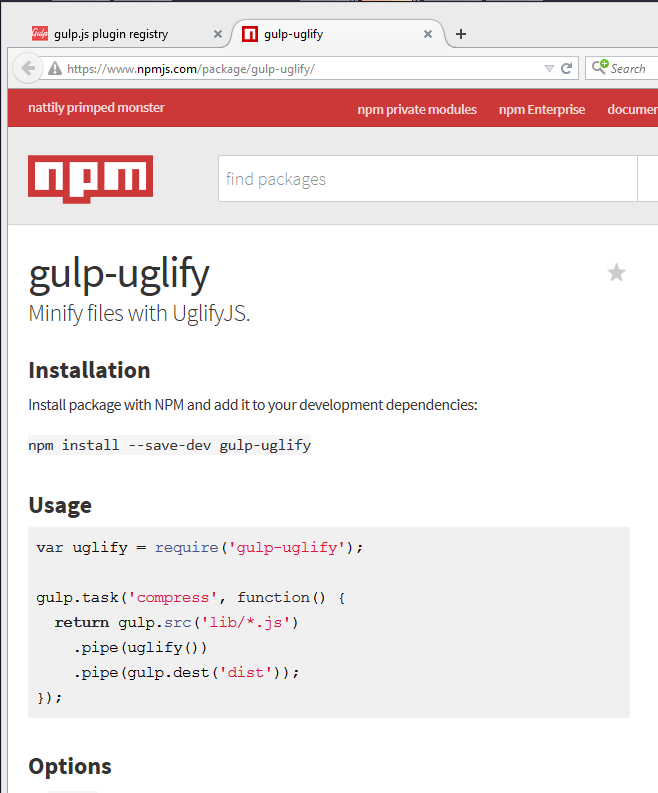 Gulp gulp.js plugin registry × gulp-uglify × +
https://www.npmjs.com/package/gulp-uglify/ Search
nattily primped monster npm private modules npm Enterprise documen
npm find packages
gulp-uglify
Minify files with UglifyJS.
Installation
Install package with NPM and add it to your development dependencies:
npm install --save-dev gulp-uglify
Usage
var uglify = require('gulp-uglify');
gulp.task('compress', function() {
return gulp.src('lib/*.js')
.pipe(uglify())
.pipe(gulp.dest('dist'));
});
Options